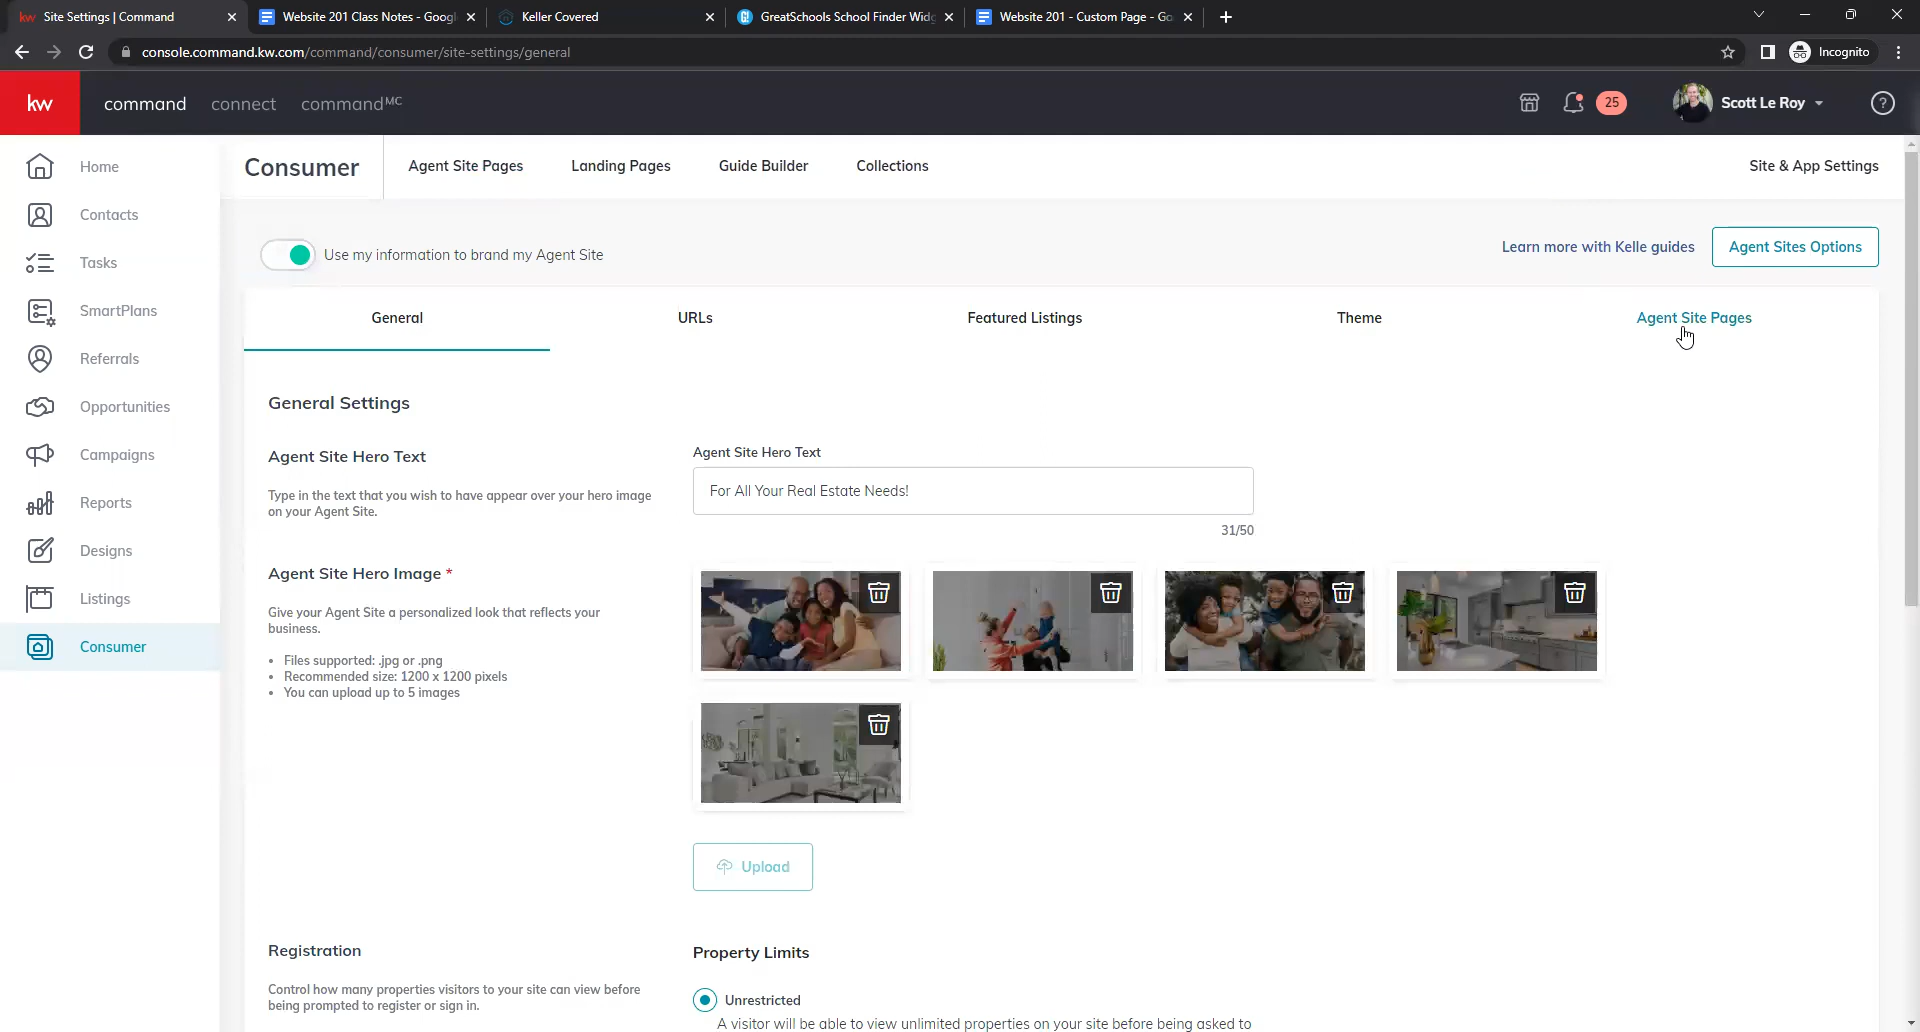 kw Site Settings | Command
Website 201 Class Notes - Googl
Keller Covered
GreatSchools School Finder Widg
Website 201 - Custom Page - Go
console.command.kw.com/command/consumer/site-settings/general
Incognito
kw
command connect commandMC
25
Scott Le Roy
?
Home
Contacts
Tasks
SmartPlans
Referrals
Opportunities
Campaigns
Reports
Designs
Listings
Consumer
Consumer
Agent Site Pages
Landing Pages
Guide Builder
Collections
Site & App Settings
Use my information to brand my Agent Site
Learn more with Kelle guides
Agent Sites Options
General
URLs
Featured Listings
Theme
Agent Site Pages
General Settings
Agent Site Hero Text
Type in the text that you wish to have appear over your hero image
on your Agent Site.
Agent Site Hero Text
For All Your Real Estate Needs!
31/50
Agent Site Hero Image *
Give your Agent Site a personalized look that reflects your
business.
• Files supported: .jpg or .png
• Recommended size: 1200 x 1200 pixels
• You can upload up to 5 images
Upload
Registration
Control how many properties visitors to your site can view before
being prompted to register or sign in.
Property Limits
Unrestricted
A visitor will be able to view unlimited properties on your site before being asked to